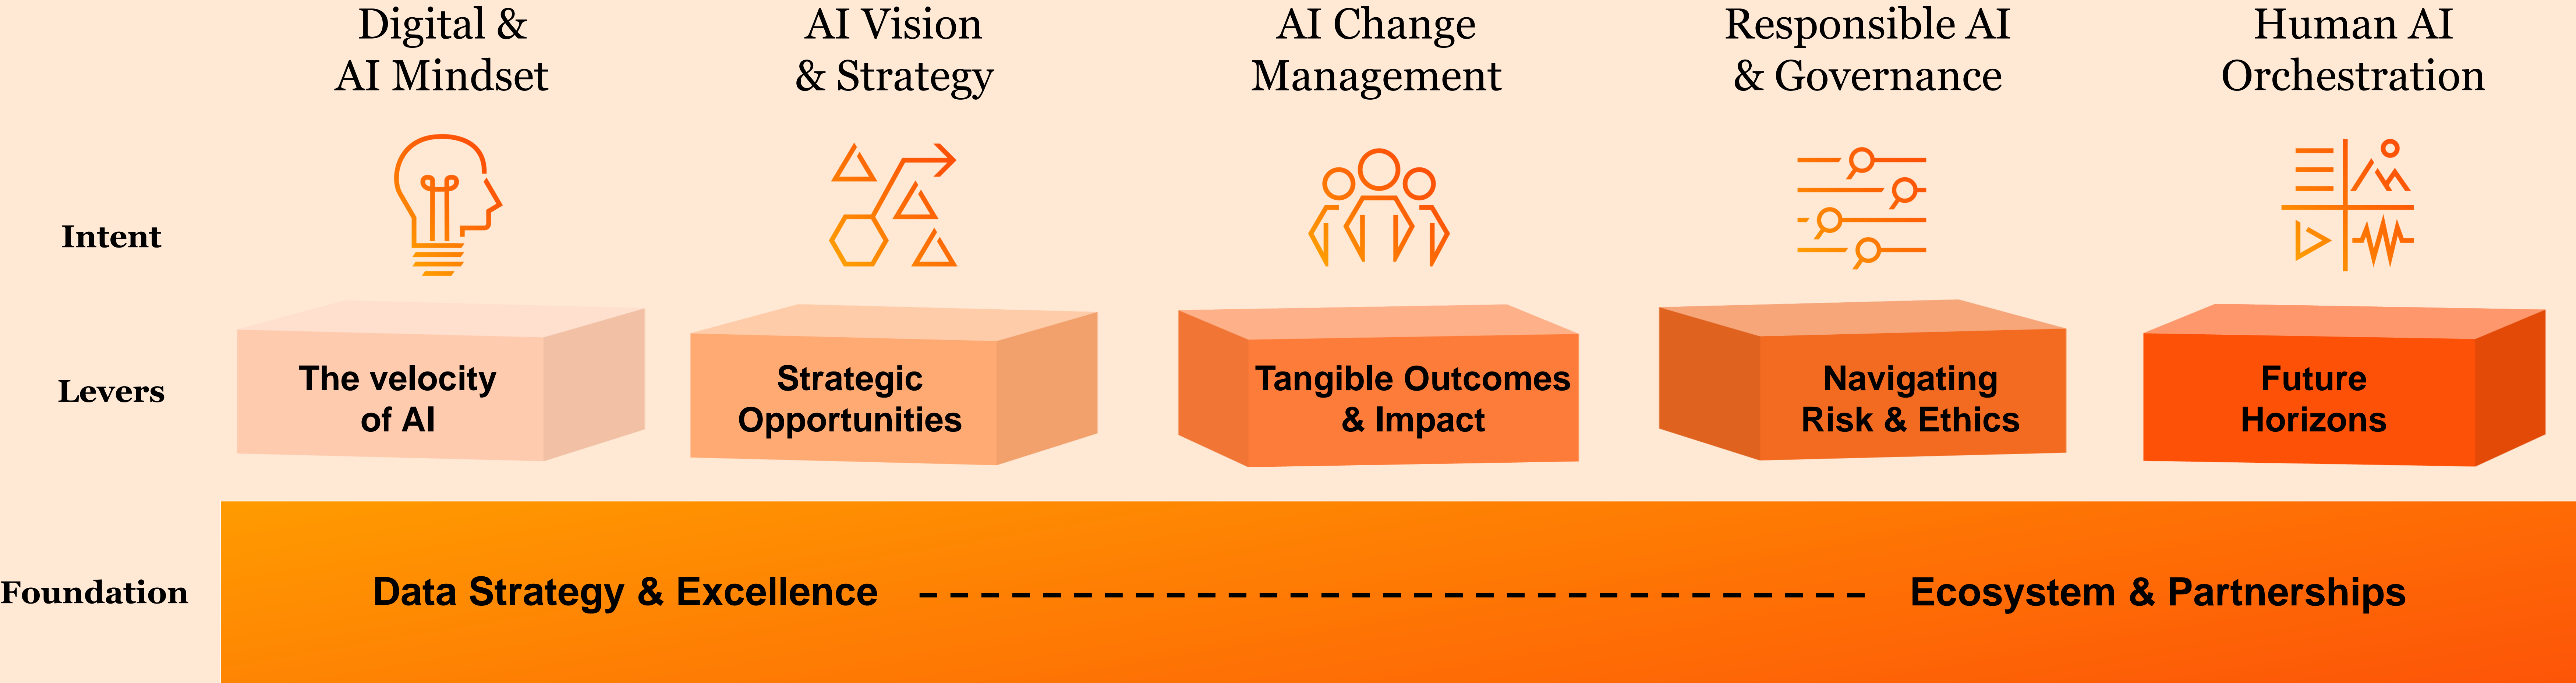 Digital &
AI Mindset
AI Vision
& Strategy
AI Change
Management
Responsible AI
& Governance
Human AI
Orchestration
Intent
Levers
The velocity
of AI
Strategic
Opportunities
Tangible Outcomes
& Impact
Navigating
Risk & Ethics
Future
Horizons
Foundation
Data Strategy & Excellence
Ecosystem & Partnerships